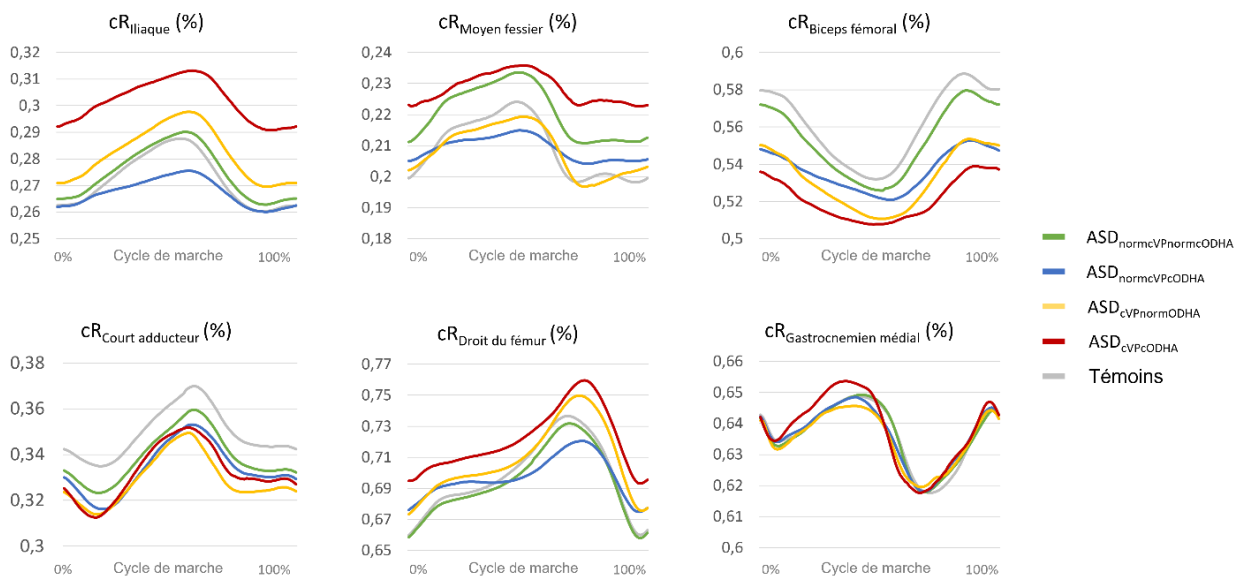 cRIliaque (%)
0,32
0,31
0,3
0,29
0,28
0,27
0,26
0,25
0% Cycle de marche 100%
cRMoyen fessier (%)
0,24
0,23
0,22
0,21
0,2
0,19
0,18
0% Cycle de marche 100%
cRBiceps fémoral (%)
0,6
0,58
0,56
0,54
0,52
0,5
0% Cycle de marche 100%
cRCourt adducteur (%)
0,38
0,36
0,34
0,32
0,3
0% Cycle de marche 100%
cRDroit du fémur (%)
0,77
0,75
0,73
0,71
0,69
0,67
0,65
0% Cycle de marche 100%
cRGastrocnemien médial (%)
0,66
0,65
0,64
0,63
0,62
0,61
0,6
0% Cycle de marche 100%
ASDnormcVPnormcODHA
ASDnormcVPcODHA
ASDcVPnormODHA
ASDcVPcODHA
Témoins